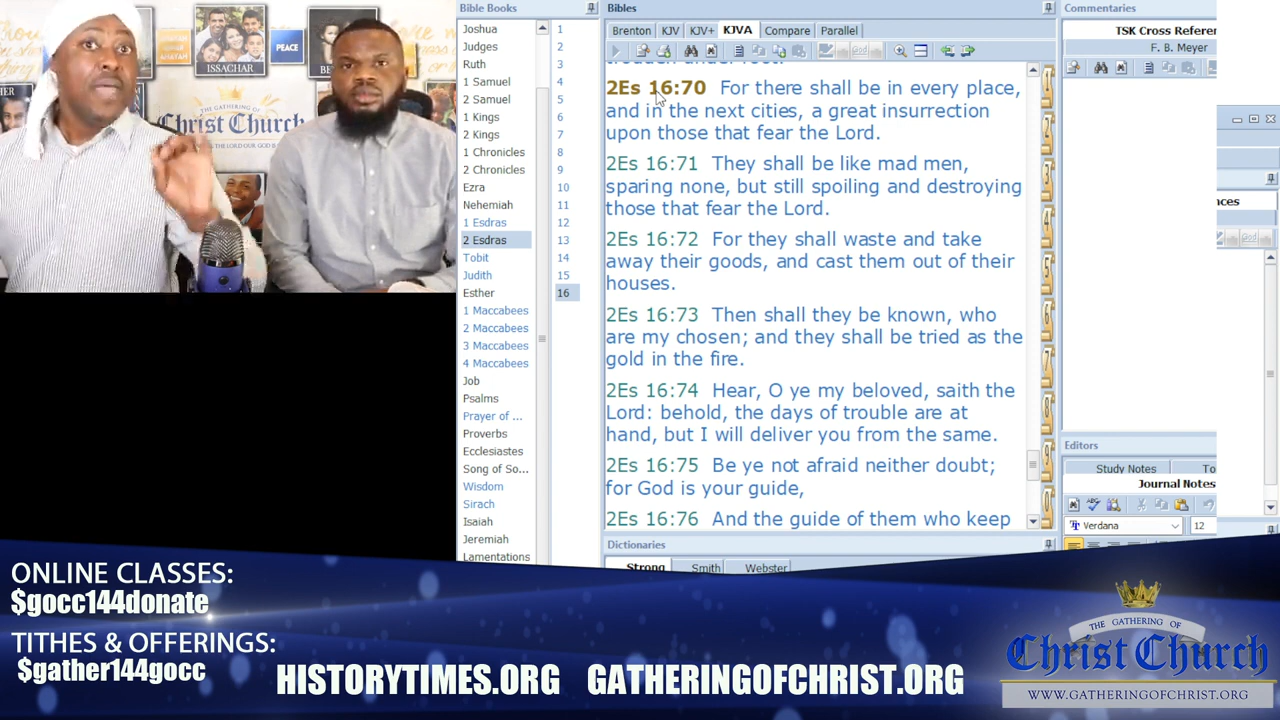 ISSACHAR
PEACE
THE GATHERING OF
Christ Church
Bible Books
Joshua
Judges
Ruth
1 Samuel
2 Samuel
1 Kings
2 Kings
1 Chronicles
2 Chronicles
Ezra
Nehemiah
1 Esdras
2 Esdras
Tobit
Judith
Esther
1 Maccabees
2 Maccabees
3 Maccabees
4 Maccabees
Job
Psalms
Prayer of ...
Proverbs
Ecclesiastes
Song of So...
Wisdom
Sirach
Isaiah
Jeremiah
Lamentations
1
2
3
4
5
6
7
8
9
10
11
12
13
14
15
16
Bibles
Brenton KJV KJV+ KJVA Compare Parallel
2Es 16:70 For there shall be in every place,
and in the next cities, a great insurrection
upon those that fear the Lord.
2Es 16:71 They shall be like mad men,
sparing none, but still spoiling and destroying
those that fear the Lord.
2Es 16:72 For they shall waste and take
away their goods, and cast them out of their
houses.
2Es 16:73 Then shall they be known, who
are my chosen; and they shall be tried as the
gold in the fire.
2Es 16:74 Hear, O ye my beloved, saith the
Lord: behold, the days of trouble are at
hand, but I will deliver you from the same.
2Es 16:75 Be ye not afraid neither doubt;
for God is your guide,
2Es 16:76 And the guide of them who keep
Dictionaries
Strong Smith Webster
Commentaries
TSK Cross Refer
F. B. Meyer
nces
Editors
Study Notes To
Journal Notes
Verdana 12
ONLINE CLASSES:
$gocc144donate
TITHES & OFFERINGS:
$gather144gocc
HISTORYTIMES.ORG GATHERINGOFCHRIST.ORG
THE GATHERING OF
Christ Church
WWW.GATHERINGOFCHRIST.ORG